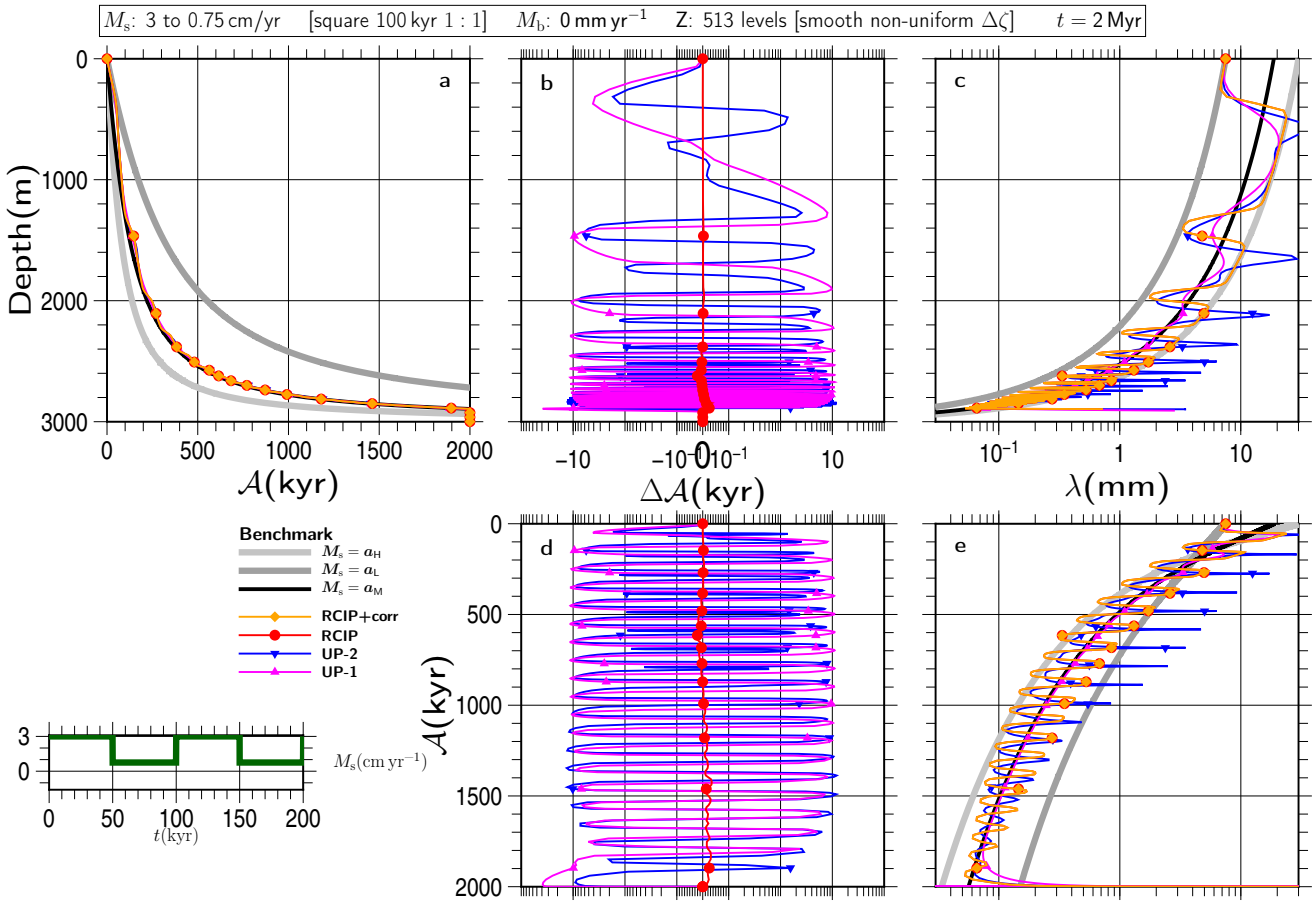 Mₛ: 3 to 0.75 cm/yr [square 100 kyr 1 : 1] M_b: 0 mm yr⁻¹ Z: 513 levels [smooth non-uniform Δζ] t = 2 Myr
0
1000
2000
3000
Depth(m)
a
0 500 1000 1500 2000
𝒜(kyr)
b
−10 −10⁻¹ 0 10⁻¹ 10
Δ𝒜(kyr)
c
10⁻¹ 1 10
λ(mm)
Benchmark
Mₛ = a_H
Mₛ = a_L
Mₛ = a_M
RCIP+corr
RCIP
UP-2
UP-1
3
0
Mₛ(cm yr⁻¹)
0 50 100 150 200
t(kyr)
0
500
1000
1500
2000
𝒜(kyr)
d
e